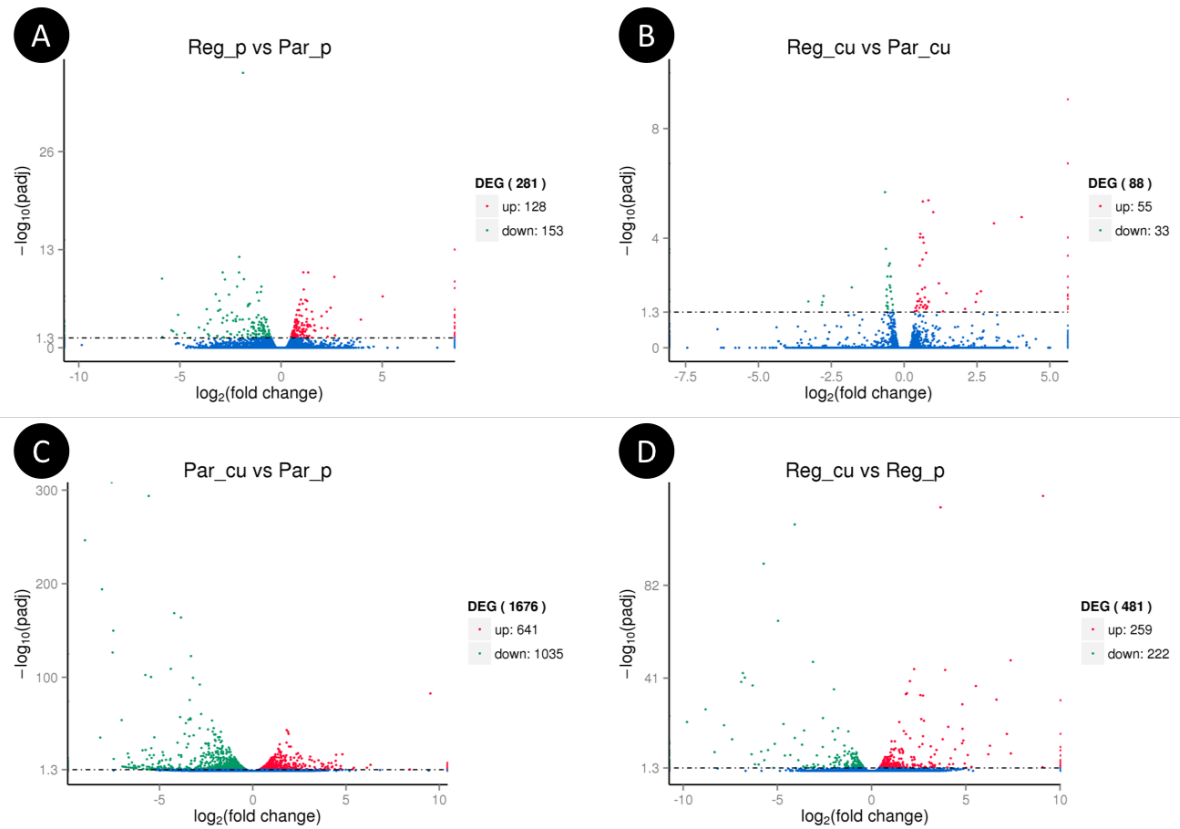 A
Reg_p vs Par_p
−log10(padj)
26
13
1.3
0
-10
-5
0
5
log2(fold change)
DEG ( 281 )
up: 128
down: 153
B
Reg_cu vs Par_cu
−log10(padj)
8
4
1.3
0
-7.5
-5.0
-2.5
0.0
2.5
5.0
log2(fold change)
DEG ( 88 )
up: 55
down: 33
C
Par_cu vs Par_p
−log10(padj)
300
200
100
1.3
-5
0
5
10
log2(fold change)
DEG ( 1676 )
up: 641
down: 1035
D
Reg_cu vs Reg_p
−log10(padj)
82
41
1.3
-10
-5
0
5
10
log2(fold change)
DEG ( 481 )
up: 259
down: 222